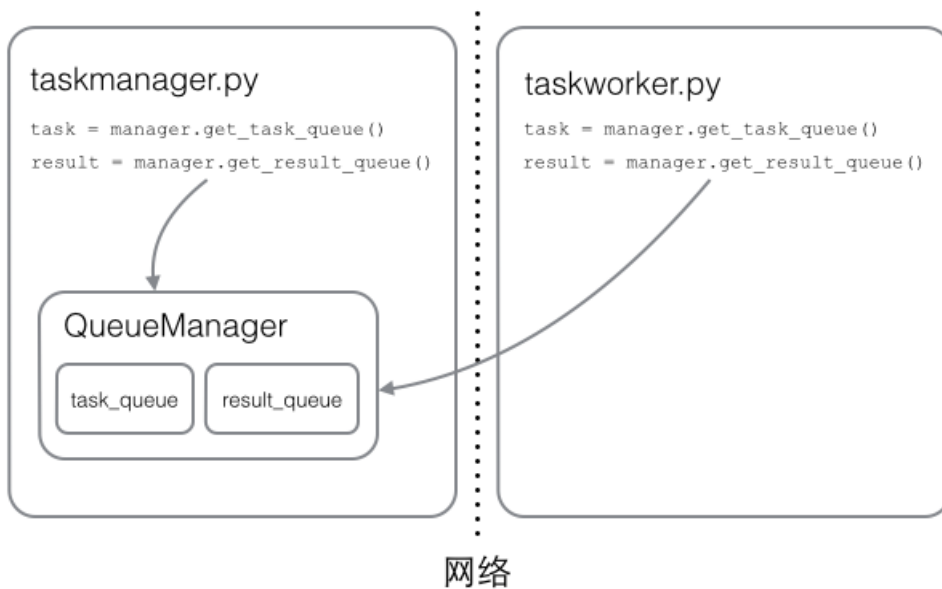 taskmanager.py
task = manager.get_task_queue()
result = manager.get_result_queue()
QueueManager
task_queue
result_queue
taskworker.py
task = manager.get_task_queue()
result = manager.get_result_queue()
网络